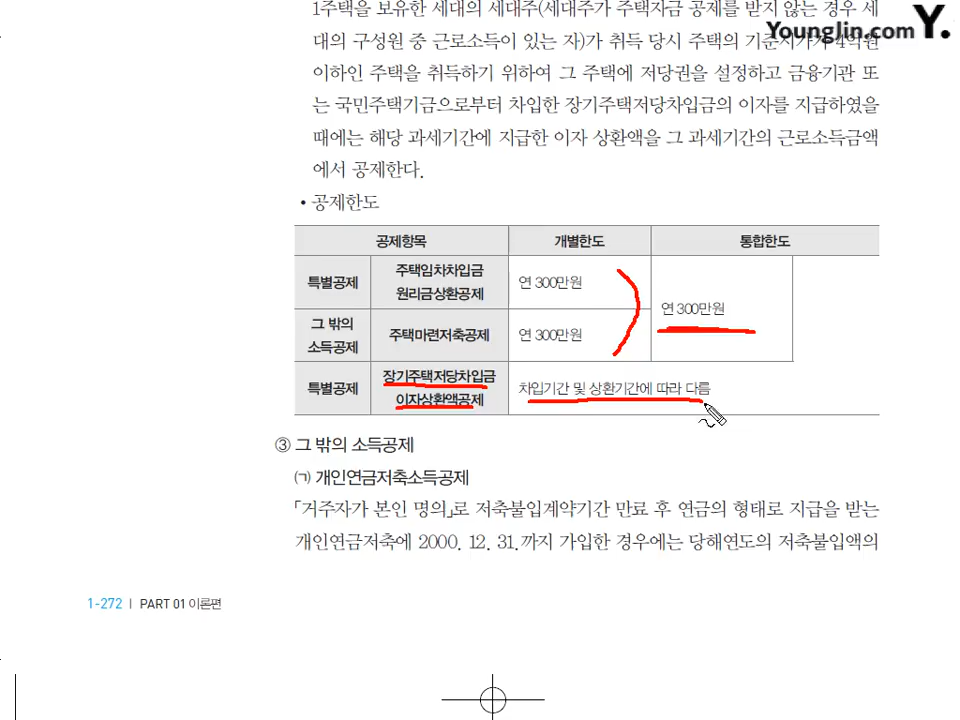 1주택을 보유한 세대의 세대주(세대주가 주택자금 공제를 받지 않는 경우 세
대의 구성원 중 근로소득이 있는 자)가 취득 당시 주택의 기준시가가 4억원
Younglin.com Y.
이하인 주택을 취득하기 위하여 그 주택에 저당권을 설정하고 금융기관 또
는 국민주택기금으로부터 차입한 장기주택저당차입금의 이자를 지급하였을
때에는 해당 과세기간에 지급한 이자 상환액을 그 과세기간의 근로소득금액
에서 공제한다.
• 공제한도
공제항목 개별한도 통합한도
특별공제 주택임차차입금 원리금상환공제 연 300만원 연 300만원
그 밖의 소득공제 주택마련저축공제 연 300만원
특별공제 장기주택저당차입금 이자상환액공제 차입기간 및 상환기간에 따라 다름
③ 그 밖의 소득공제
㈀ 개인연금저축소득공제
「거주자가 본인 명의」로 저축불입계약기간 만료 후 연금의 형태로 지급을 받는
개인연금저축에 2000. 12. 31.까지 가입한 경우에는 당해연도의 저축불입액의
1-272 | PART 01 이론편